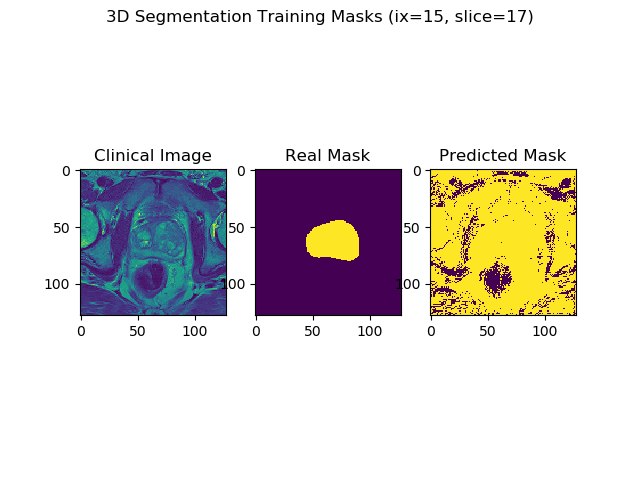 3D Segmentation Training Masks (ix=15, slice=17)
Clinical Image Real Mask Predicted Mask
0 0 0
50 50 50
100 100 100
0 50 100 0 50 100 0 50 100